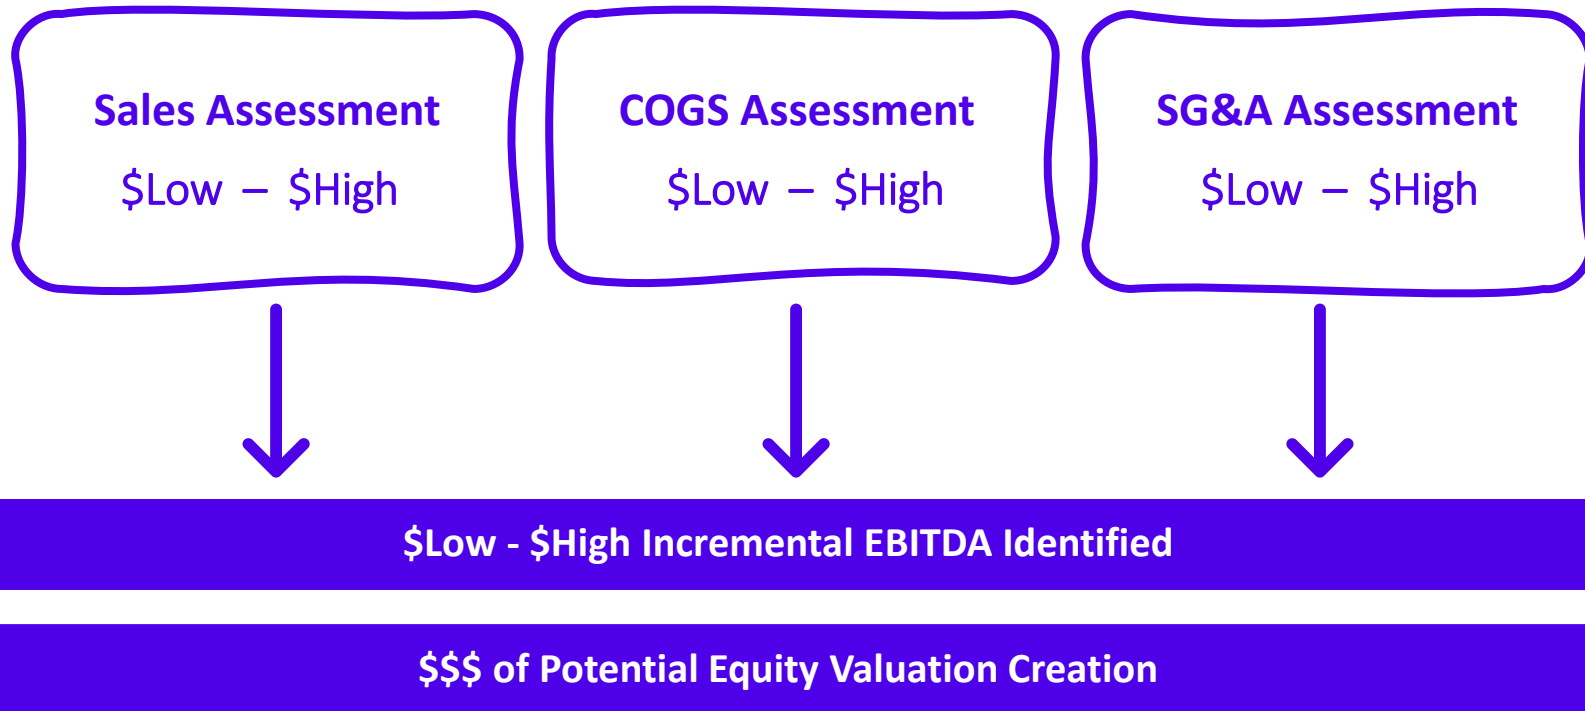 Sales Assessment
$Low – $High
COGS Assessment
$Low – $High
SG&A Assessment
$Low – $High
$Low - $High Incremental EBITDA Identified
$$$ of Potential Equity Valuation Creation